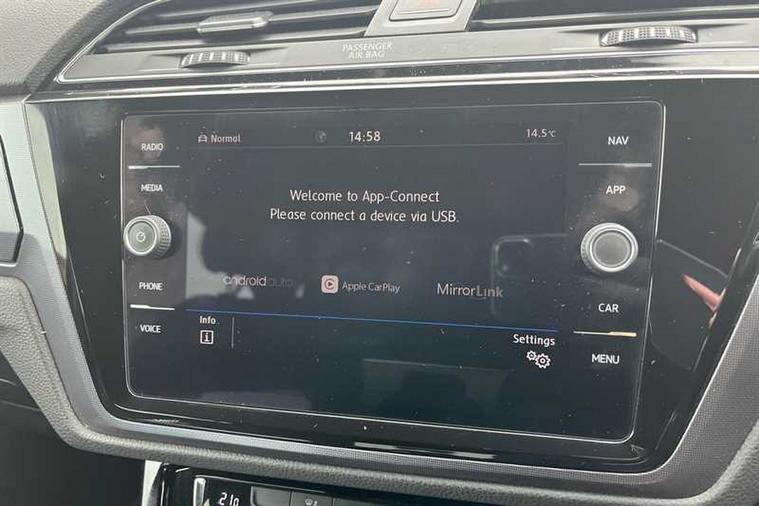 PASSENGER
AIR BAG
RADIO
Normal
14:58
14.5°C
NAV
MEDIA
Welcome to App-Connect
Please connect a device via USB.
APP
PHONE
androidauto
Apple CarPlay
MirrorLink
CAR
VOICE
Info
Settings
MENU